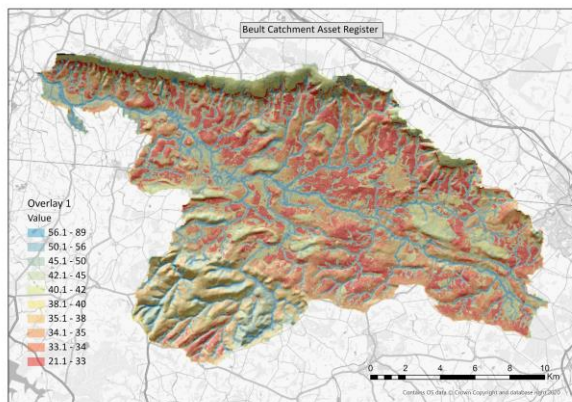 Beult Catchment Asset Register
Overlay 1
Value
56.1 - 89
50.1 - 56
45.1 - 50
42.1 - 45
40.1 - 42
38.1 - 40
35.1 - 38
34.1 - 35
33.1 - 34
21.1 - 33
0 2 4 6 8 10
Km
Contains OS data © Crown Copyright and database right 2020